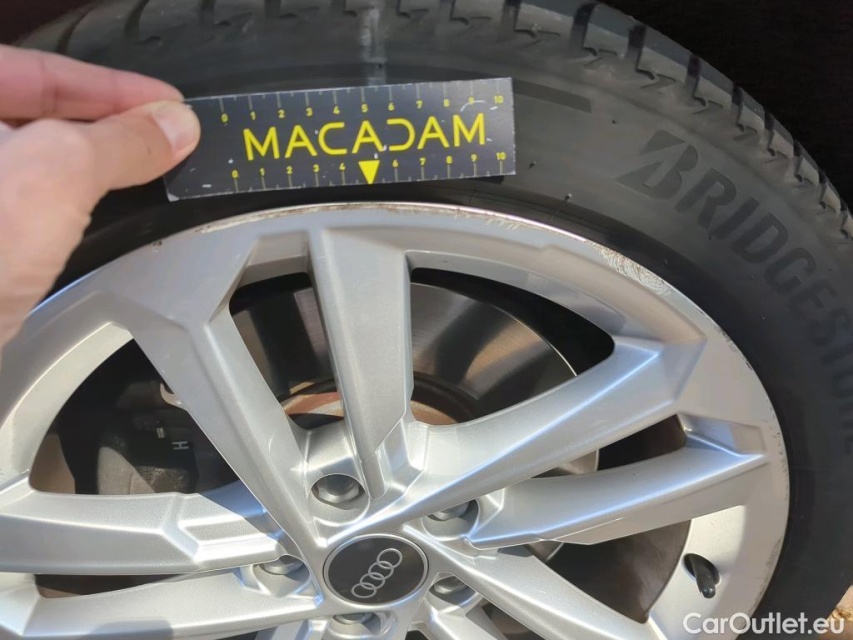 0 1 2 3 4 5 6 7 8 9 10
MACADAM
0 1 2 3 4 6 7 8 9 10
BRIDGESTONE
H
CarOutlet.eu